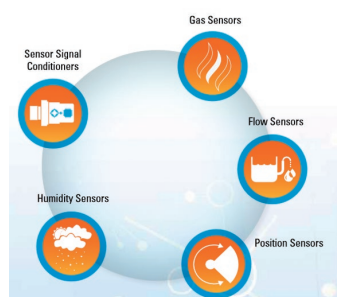 Gas Sensors
Sensor Signal
Conditioners
Flow Sensors
Humidity Sensors
Position Sensors